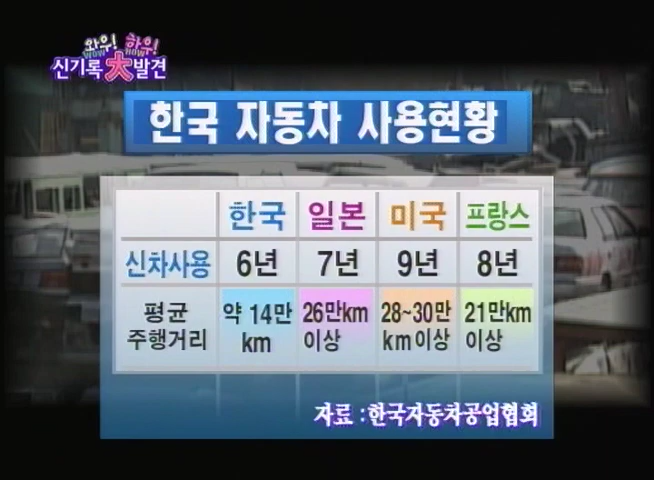 와우! 하우!
WOW HOW
신기록 大발견
한국 자동차 사용현황
한국 일본 미국 프랑스
신차사용 6년 7년 9년 8년
평균 주행거리 약 14만 km 26만km 이상 28~30만 km이상 21만km 이상
자료 : 한국자동차공업협회